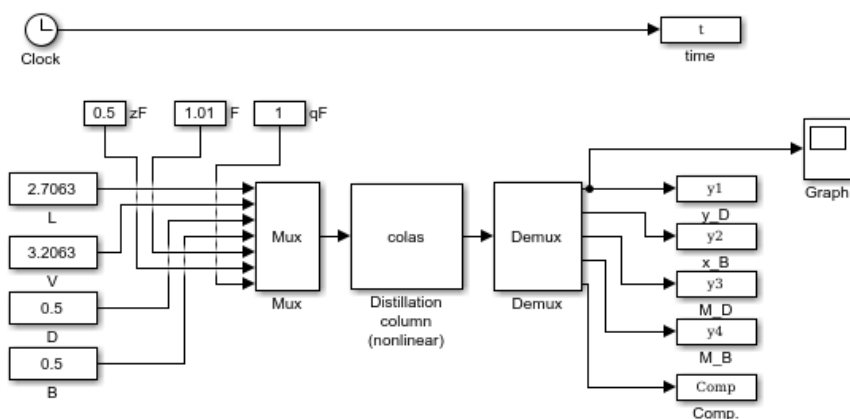 t
Clock
time
0.5 zF
1.01 F
1 qF
Graph
2.7063
L
3.2063
V
0.5
D
0.5
B
Mux
Mux
colas
Distillation
column
(nonlinear)
Demux
Demux
y1
y_D
y2
x_B
y3
M_D
y4
M_B
Comp
Comp.